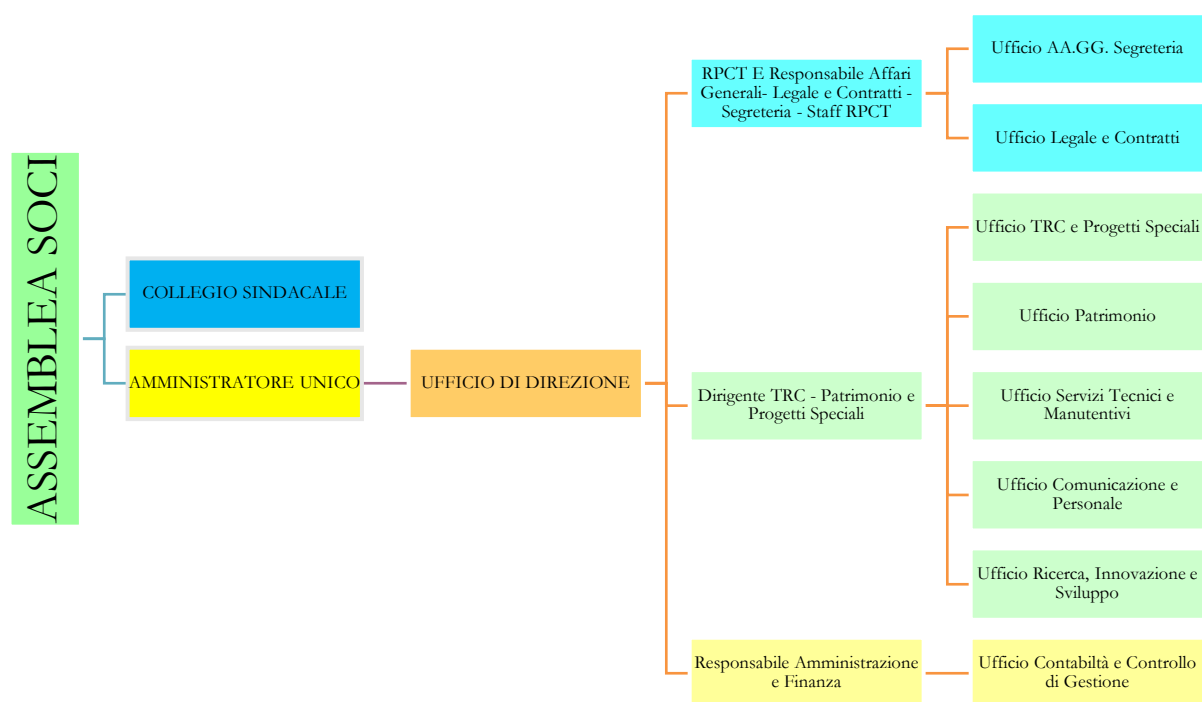 ASSEMBLEA SOCI
COLLEGIO SINDACALE
AMMINISTRATORE UNICO
UFFICIO DI DIREZIONE
RPCT E Responsabile Affari
Generali- Legale e Contratti -
Segreteria - Staff RPCT
Ufficio AA.GG. Segreteria
Ufficio Legale e Contratti
Dirigente TRC - Patrimonio e
Progetti Speciali
Ufficio TRC e Progetti Speciali
Ufficio Patrimonio
Ufficio Servizi Tecnici e
Manutentivi
Ufficio Comunicazione e
Personale
Ufficio Ricerca, Innovazione e
Sviluppo
Responsabile Amministrazione
e Finanza
Ufficio Contabiltà e Controllo
di Gestione